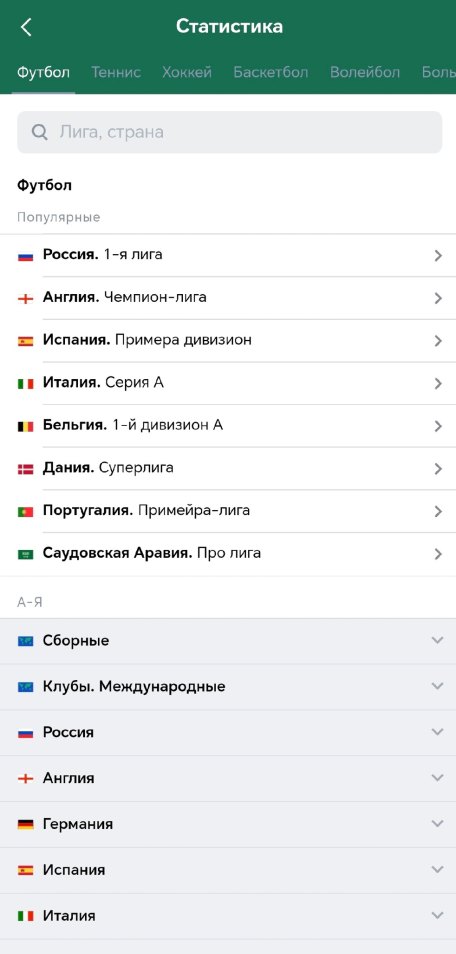 Статистика
Футбол Теннис Хоккей Баскетбол Волейбол Боль
Лига, страна
Футбол
Популярные
Россия. 1-я лига
Англия. Чемпион-лига
Испания. Примера дивизион
Италия. Серия А
Бельгия. 1-й дивизион А
Дания. Суперлига
Португалия. Примейра-лига
Саудовская Аравия. Про лига
А-Я
Сборные
Клубы. Международные
Россия
Англия
Германия
Испания
Италия